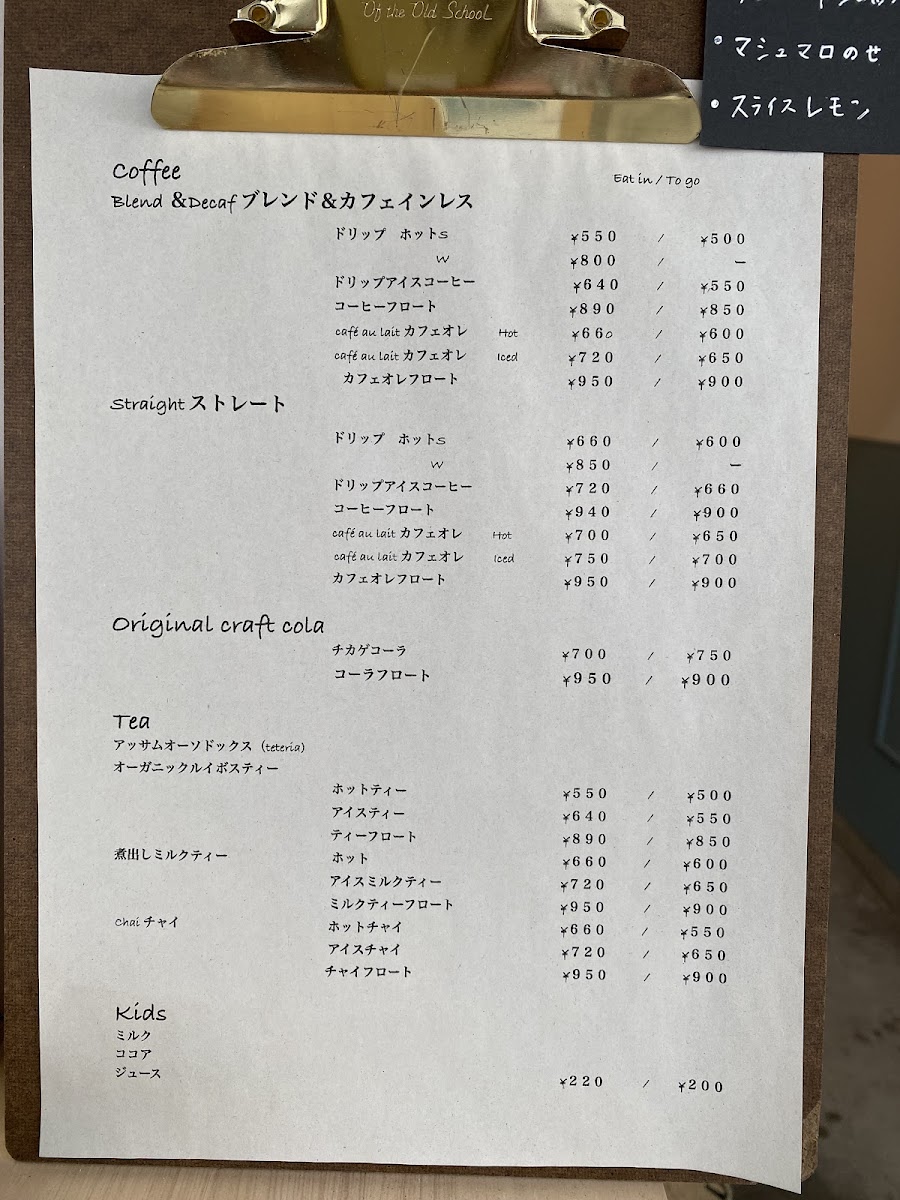 Of the Old School
• マシュマロのせ
• スライスレモン
Coffee
Eat in / To go
Blend &Decaf ブレンド&カフェインレス
ドリップ ホットS ¥550 / ¥500
W ¥800 / ー
ドリップアイスコーヒー ¥640 / ¥550
コーヒーフロート ¥890 / ¥850
café au lait カフェオレ Hot ¥660 / ¥600
café au lait カフェオレ Iced ¥720 / ¥650
カフェオレフロート ¥950 / ¥900
Straight ストレート
ドリップ ホットS ¥660 / ¥600
W ¥850 / ー
ドリップアイスコーヒー ¥720 / ¥660
コーヒーフロート ¥940 / ¥900
café au lait カフェオレ Hot ¥700 / ¥650
café au lait カフェオレ Iced ¥750 / ¥700
カフェオレフロート ¥950 / ¥900
Original craft cola
チカゲコーラ ¥700 / ¥750
コーラフロート ¥950 / ¥900
Tea
アッサムオーソドックス (teteria)
オーガニックルイボスティー
ホットティー ¥550 / ¥500
アイスティー ¥640 / ¥550
ティーフロート ¥890 / ¥850
煮出しミルクティー ホット ¥660 / ¥600
アイスミルクティー ¥720 / ¥650
ミルクティーフロート ¥950 / ¥900
Chai チャイ ホットチャイ ¥660 / ¥550
アイスチャイ ¥720 / ¥650
チャイフロート ¥950 / ¥900
Kids
ミルク
ココア
ジュース ¥220 / ¥200